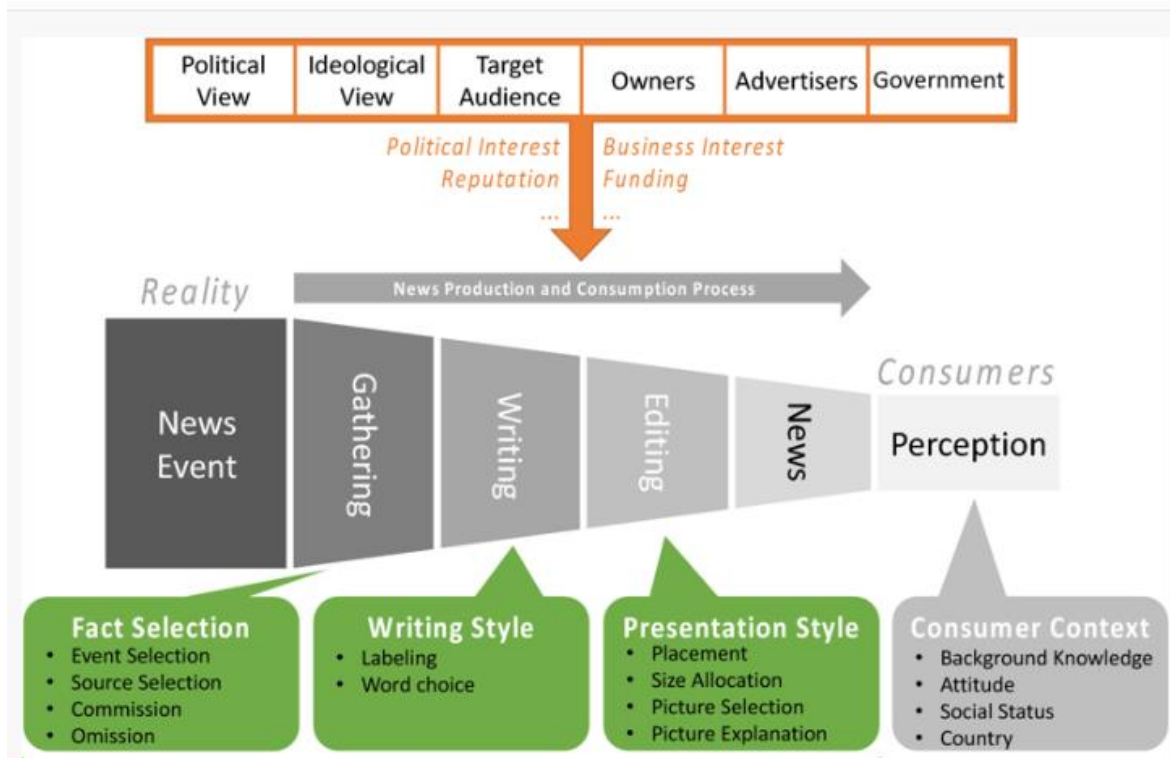 Political
View
Ideological
View
Target
Audience
Owners
Advertisers
Government
Political Interest
Reputation
...
Business Interest
Funding
...
Reality
News Production and Consumption Process
News
Event
Gathering
Writing
Editing
News
Consumers
Perception
Fact Selection
• Event Selection
• Source Selection
• Commission
• Omission
Writing Style
• Labeling
• Word choice
Presentation Style
• Placement
• Size Allocation
• Picture Selection
• Picture Explanation
Consumer Context
• Background Knowledge
• Attitude
• Social Status
• Country